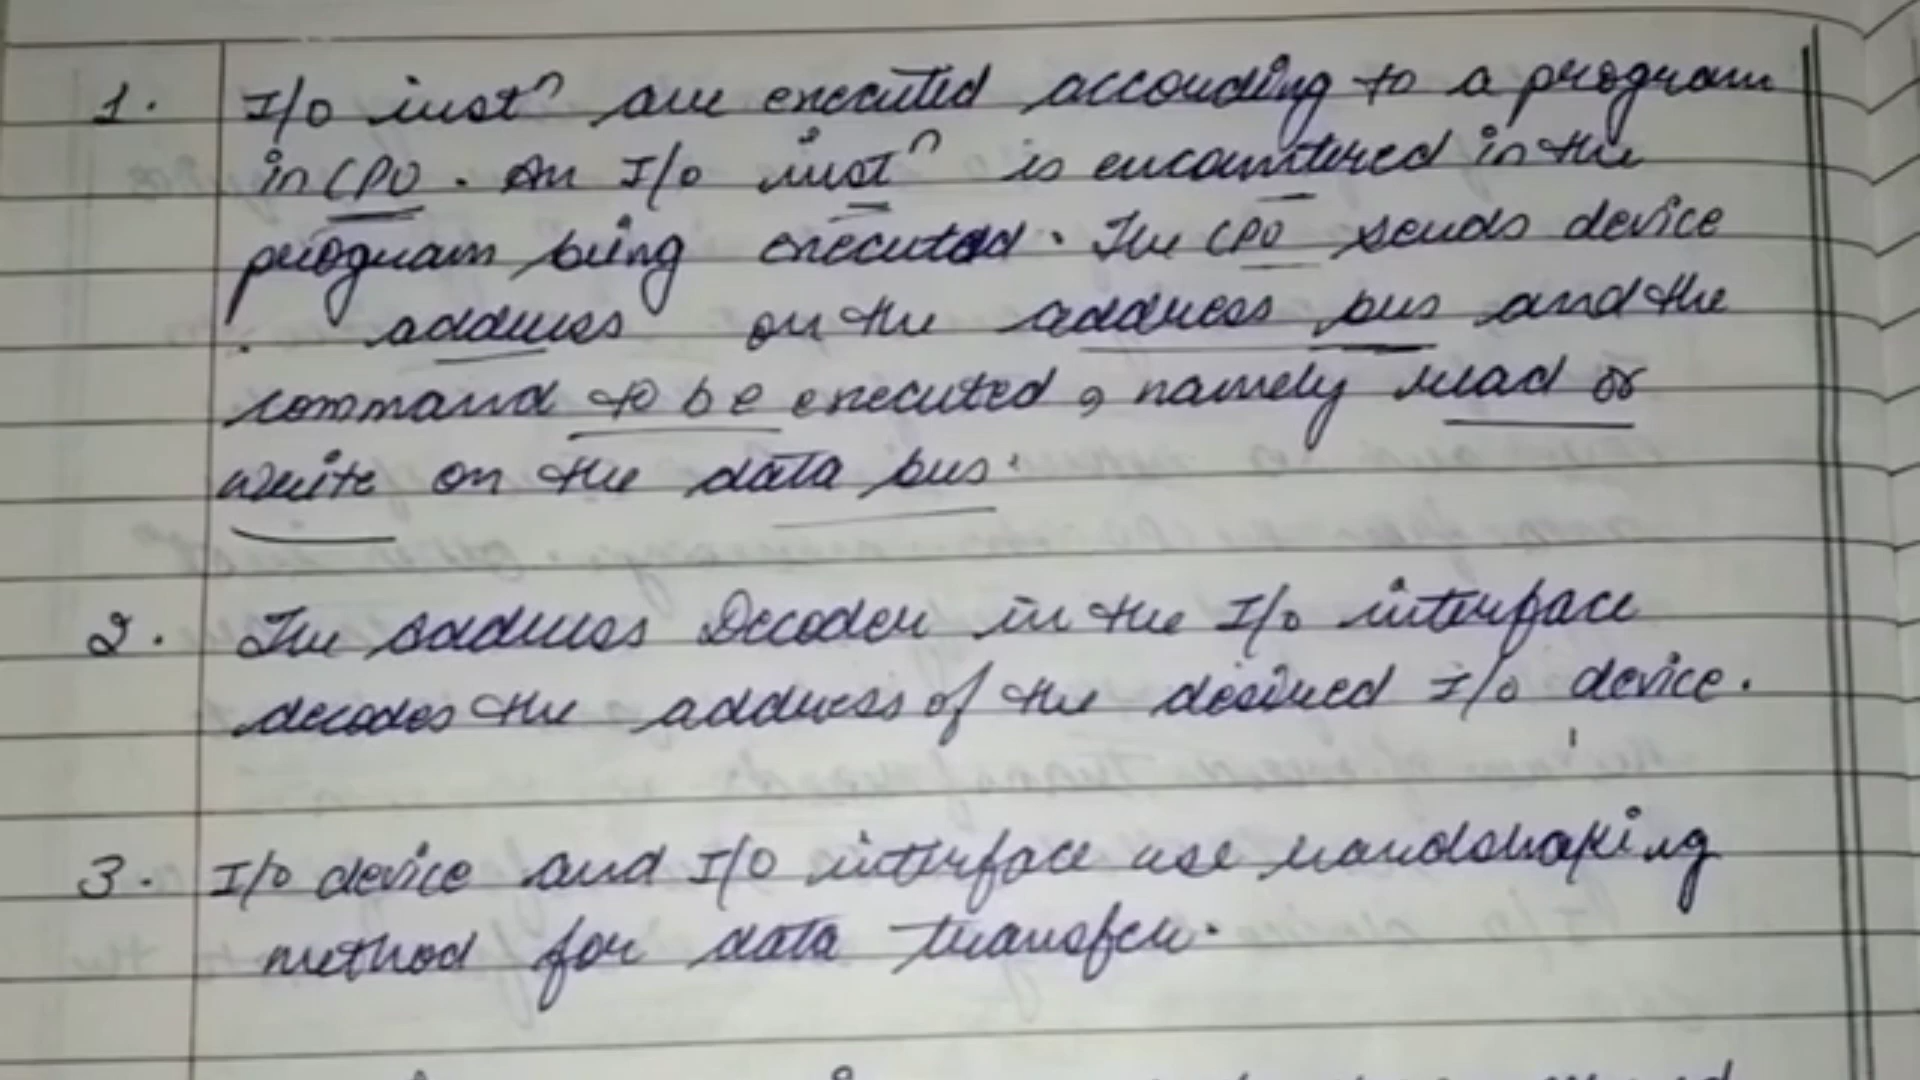 1. I/O instⁿ are executed according to a program
in CPU. An I/O instⁿ is encountered in the
program being executed. The CPU sends device
address on the address bus and the
command to be executed, namely read or
write on the data bus.
2. The address Decoder in the I/O interface
decodes the address of the desired I/O device.
3. I/O device and I/O interface use handshaking
method for data transfer.